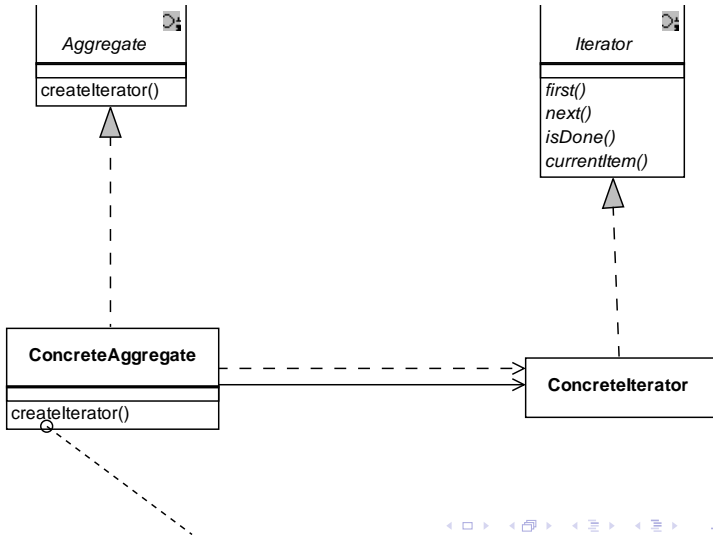 Aggregate
createIterator()
Iterator
first()
next()
isDone()
currentItem()
ConcreteAggregate
createIterator()
ConcreteIterator